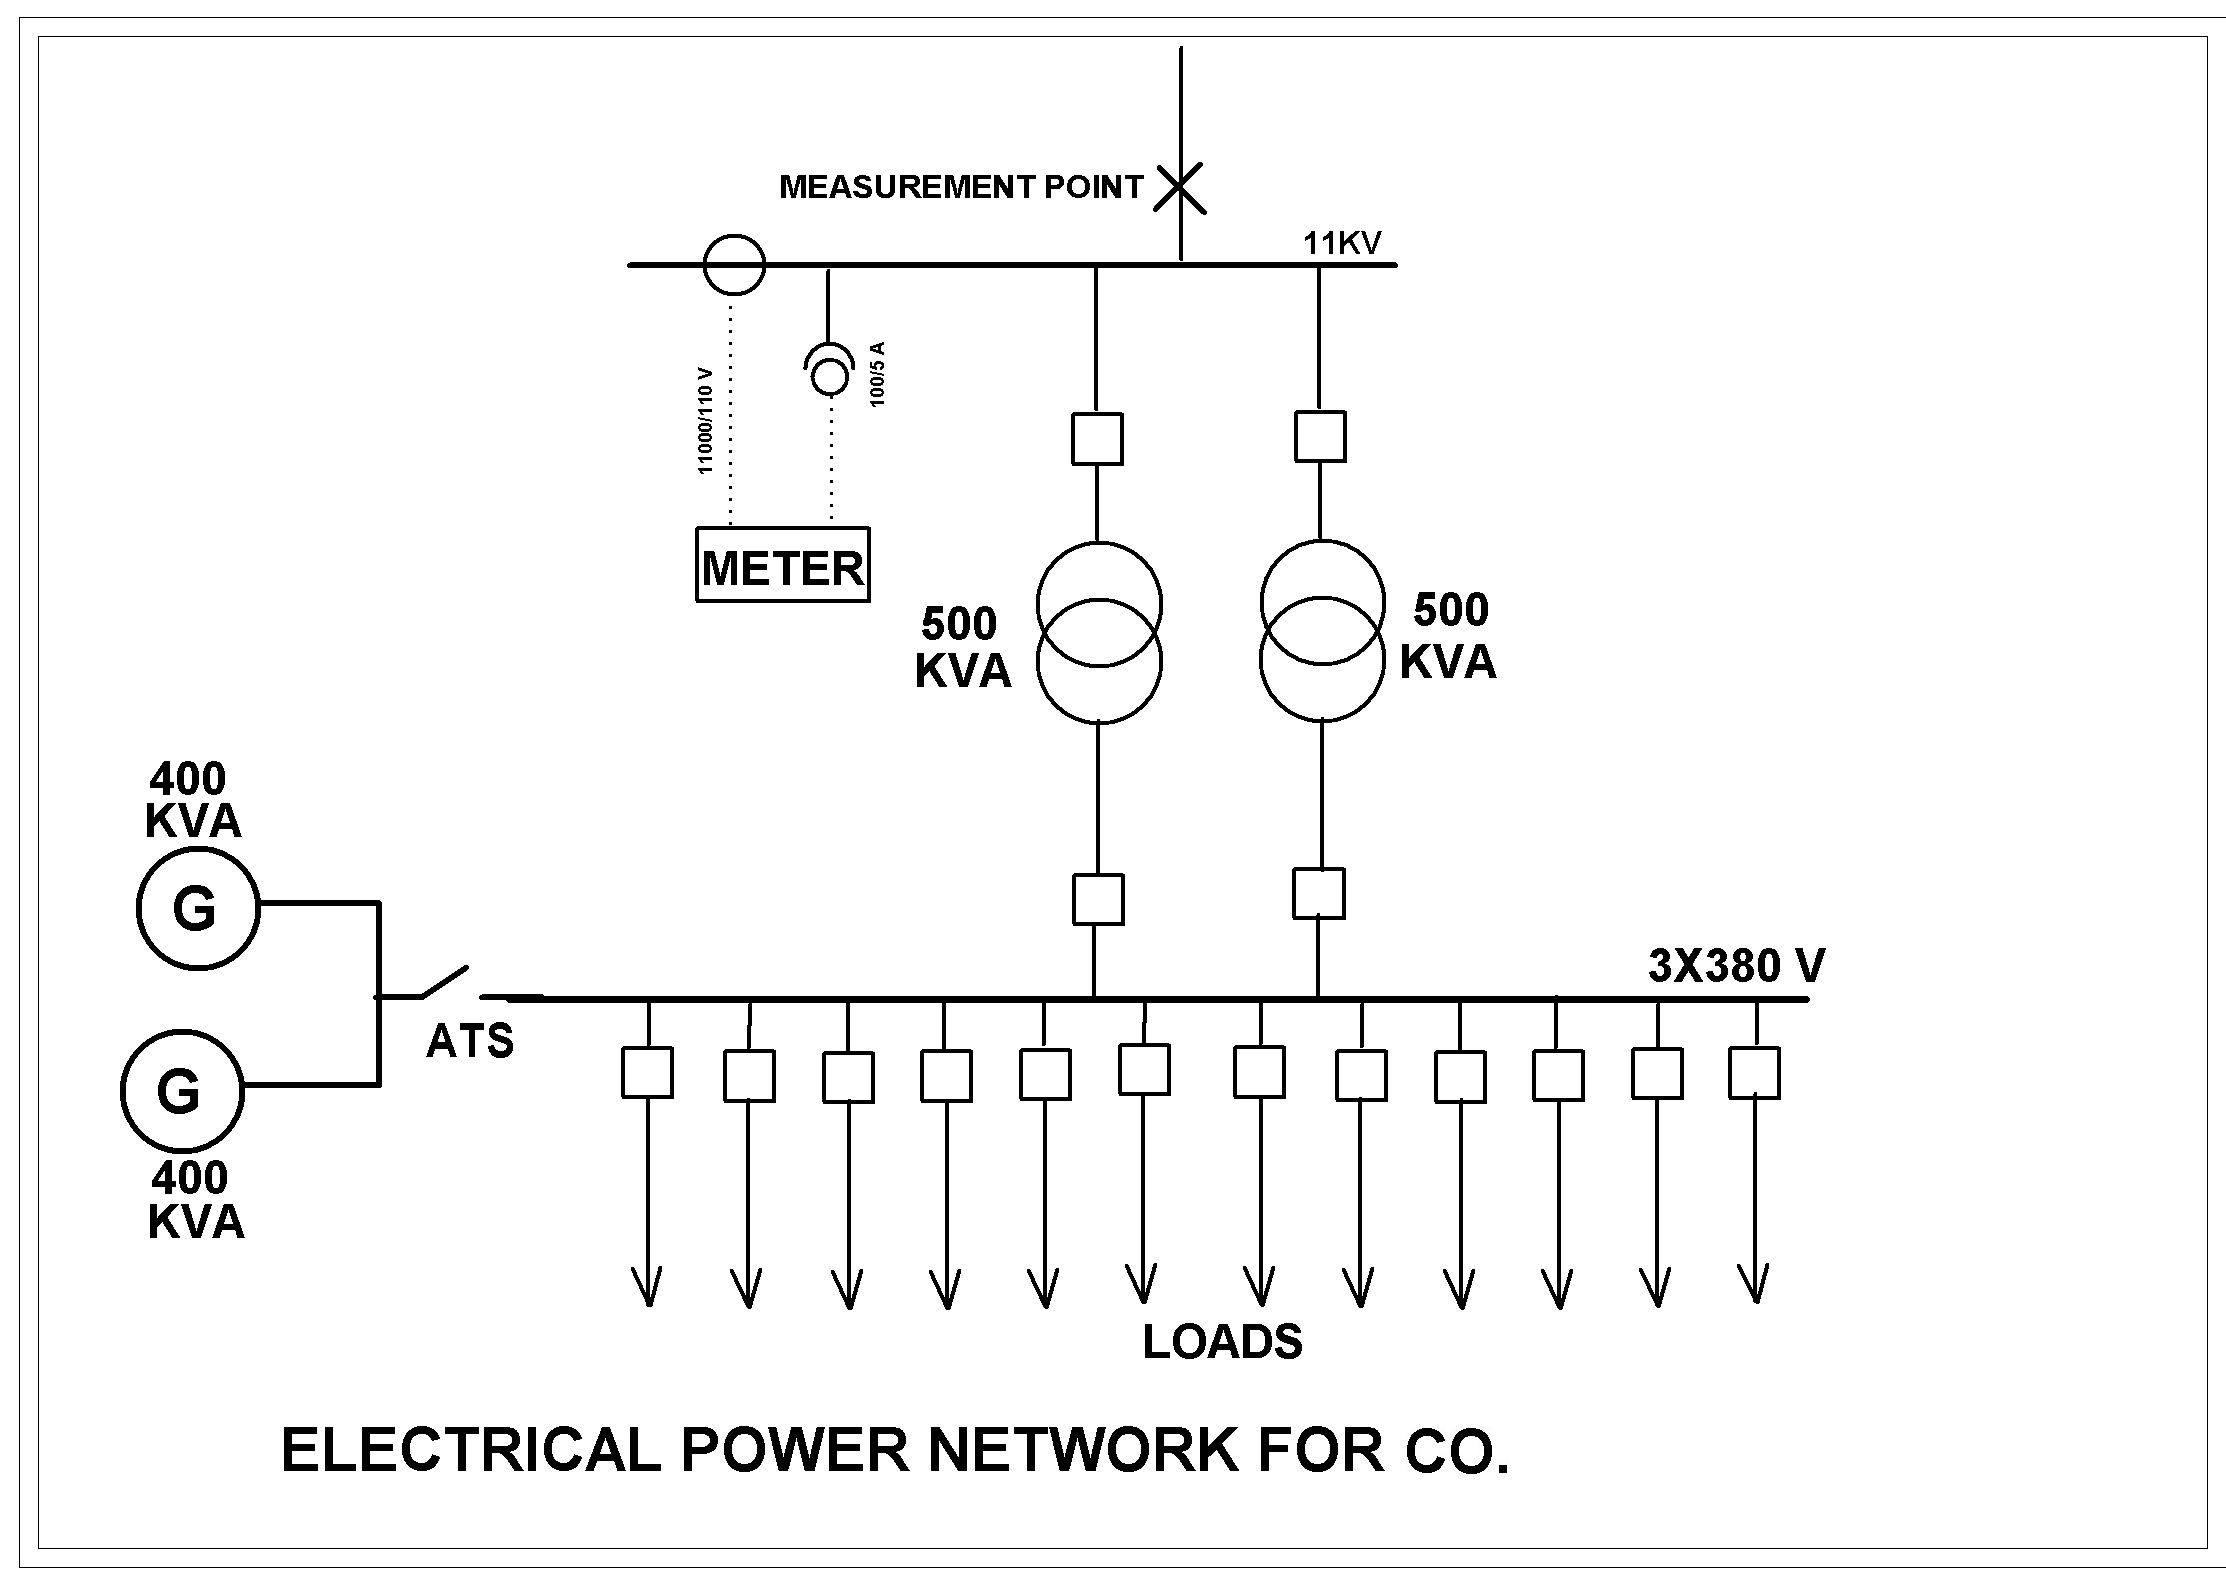 MEASUREMENT POINT
11KV
11000/110 V
100/5 A
METER
500
KVA
500
KVA
400
KVA
G
3X380 V
ATS
G
400
KVA
LOADS
ELECTRICAL POWER NETWORK FOR CO.